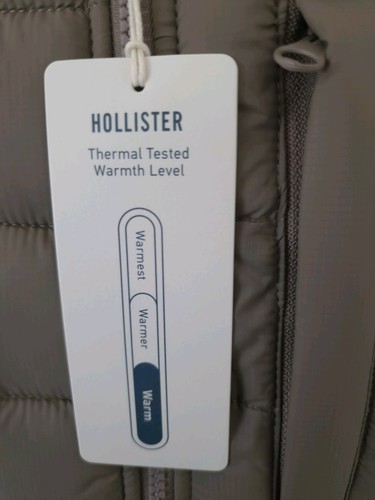 HOLLISTER
Thermal Tested
Warmth Level
Warmest
Warmer
Warm